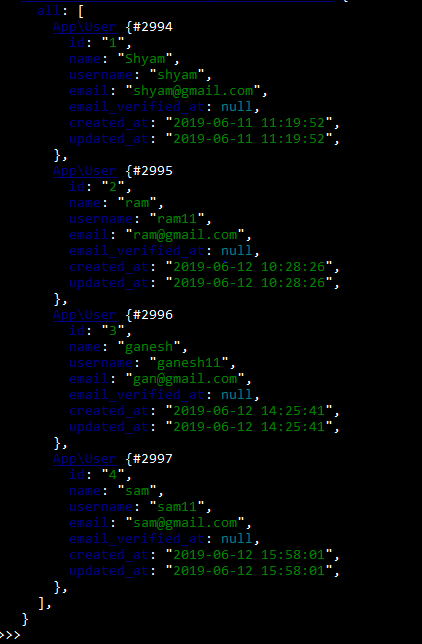 all: [
App\User {#2994
id: "1",
name: "Shyam",
username: "shyam",
email: "shyam@gmail.com",
email_verified_at: null,
created_at: "2019-06-11 11:19:52",
updated_at: "2019-06-11 11:19:52",
},
App\User {#2995
id: "2",
name: "ram",
username: "ram11",
email: "ram@gmail.com",
email_verified_at: null,
created_at: "2019-06-12 10:28:26",
updated_at: "2019-06-12 10:28:26",
},
App\User {#2996
id: "3",
name: "ganesh",
username: "ganesh11",
email: "gan@gmail.com",
email_verified_at: null,
created_at: "2019-06-12 14:25:41",
updated_at: "2019-06-12 14:25:41",
},
App\User {#2997
id: "4",
name: "sam",
username: "sam11",
email: "sam@gmail.com",
email_verified_at: null,
created_at: "2019-06-12 15:58:01",
updated_at: "2019-06-12 15:58:01",
},
],
}
>>>